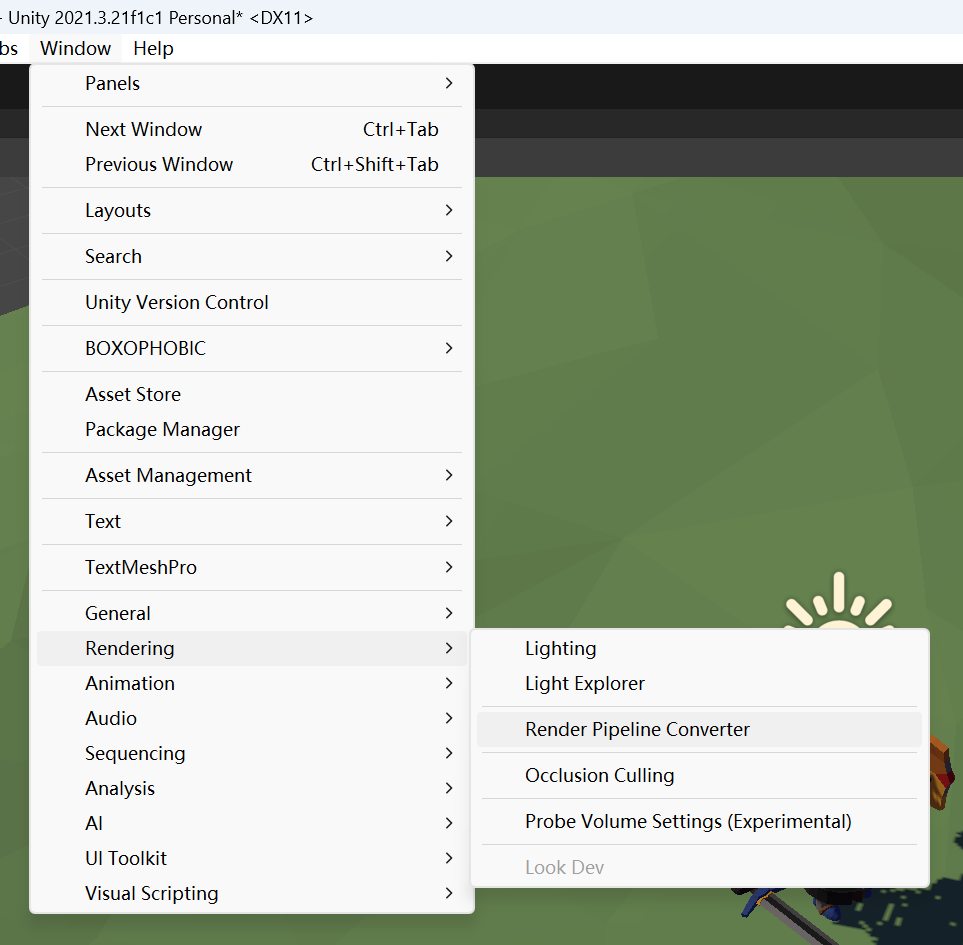 - Unity 2021.3.21f1c1 Personal* <DX11>
bs Window Help
Panels
Next Window Ctrl+Tab
Previous Window Ctrl+Shift+Tab
Layouts
Search
Unity Version Control
BOXOPHOBIC
Asset Store
Package Manager
Asset Management
Text
TextMeshPro
General
Rendering
Animation
Audio
Sequencing
Analysis
AI
UI Toolkit
Visual Scripting
Lighting
Light Explorer
Render Pipeline Converter
Occlusion Culling
Probe Volume Settings (Experimental)
Look Dev